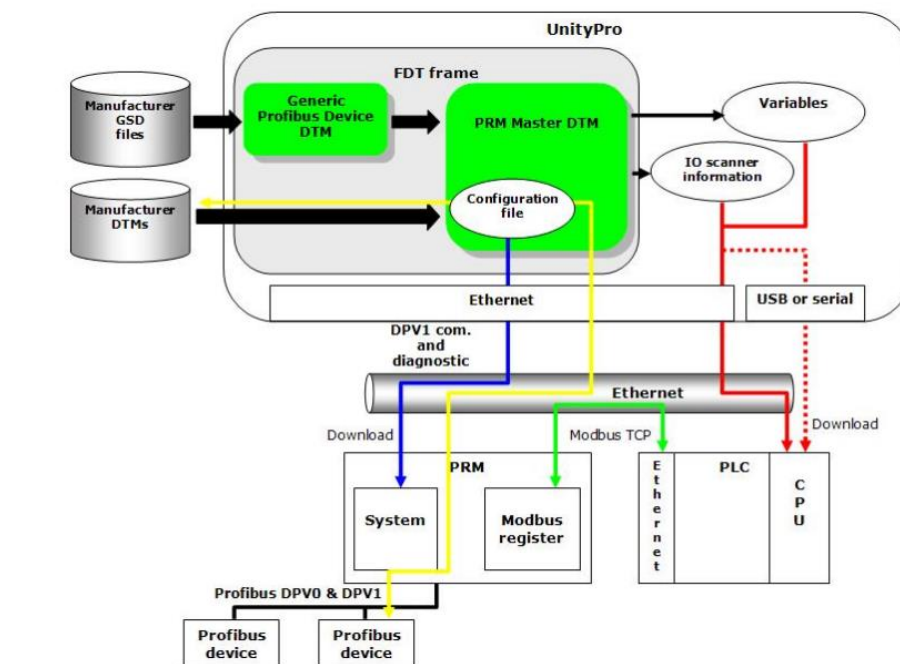 UnityPro
FDT frame
Manufacturer
GSD
files
Generic
Profibus Device
DTM
PRM Master DTM
Variables
IO scanner
information
Manufacturer
DTMs
Configuration
file
Ethernet
USB or serial
DPV1 com.
and
diagnostic
Ethernet
Download
Modbus TCP
Download
PRM
System
Modbus
register
Ethernet
PLC
CPU
Profibus DPV0 & DPV1
Profibus
device
Profibus
device